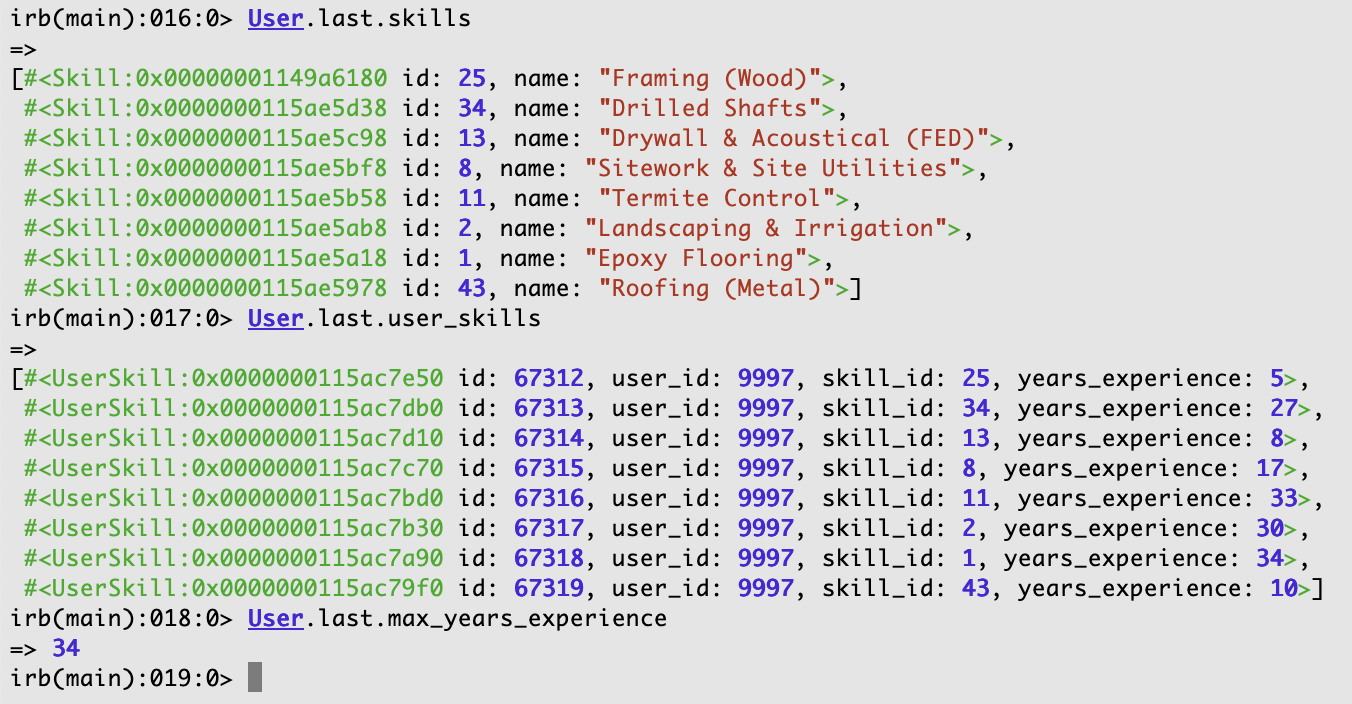 irb(main):016:0> User.last.skills
=>
[#<Skill:0x00000001149a6180 id: 25, name: "Framing (Wood)">,
 #<Skill:0x0000000115ae5d38 id: 34, name: "Drilled Shafts">,
 #<Skill:0x0000000115ae5c98 id: 13, name: "Drywall & Acoustical (FED)">,
 #<Skill:0x0000000115ae5bf8 id: 8, name: "Sitework & Site Utilities">,
 #<Skill:0x0000000115ae5b58 id: 11, name: "Termite Control">,
 #<Skill:0x0000000115ae5ab8 id: 2, name: "Landscaping & Irrigation">,
 #<Skill:0x0000000115ae5a18 id: 1, name: "Epoxy Flooring">,
 #<Skill:0x0000000115ae5978 id: 43, name: "Roofing (Metal)">]
irb(main):017:0> User.last.user_skills
=>
[#<UserSkill:0x0000000115ac7e50 id: 67312, user_id: 9997, skill_id: 25, years_experience: 5>,
 #<UserSkill:0x0000000115ac7db0 id: 67313, user_id: 9997, skill_id: 34, years_experience: 27>,
 #<UserSkill:0x0000000115ac7d10 id: 67314, user_id: 9997, skill_id: 13, years_experience: 8>,
 #<UserSkill:0x0000000115ac7c70 id: 67315, user_id: 9997, skill_id: 8, years_experience: 17>,
 #<UserSkill:0x0000000115ac7bd0 id: 67316, user_id: 9997, skill_id: 11, years_experience: 33>,
 #<UserSkill:0x0000000115ac7b30 id: 67317, user_id: 9997, skill_id: 2, years_experience: 30>,
 #<UserSkill:0x0000000115ac7a90 id: 67318, user_id: 9997, skill_id: 1, years_experience: 34>,
 #<UserSkill:0x0000000115ac79f0 id: 67319, user_id: 9997, skill_id: 43, years_experience: 10>]
irb(main):018:0> User.last.max_years_experience
=> 34
irb(main):019:0>